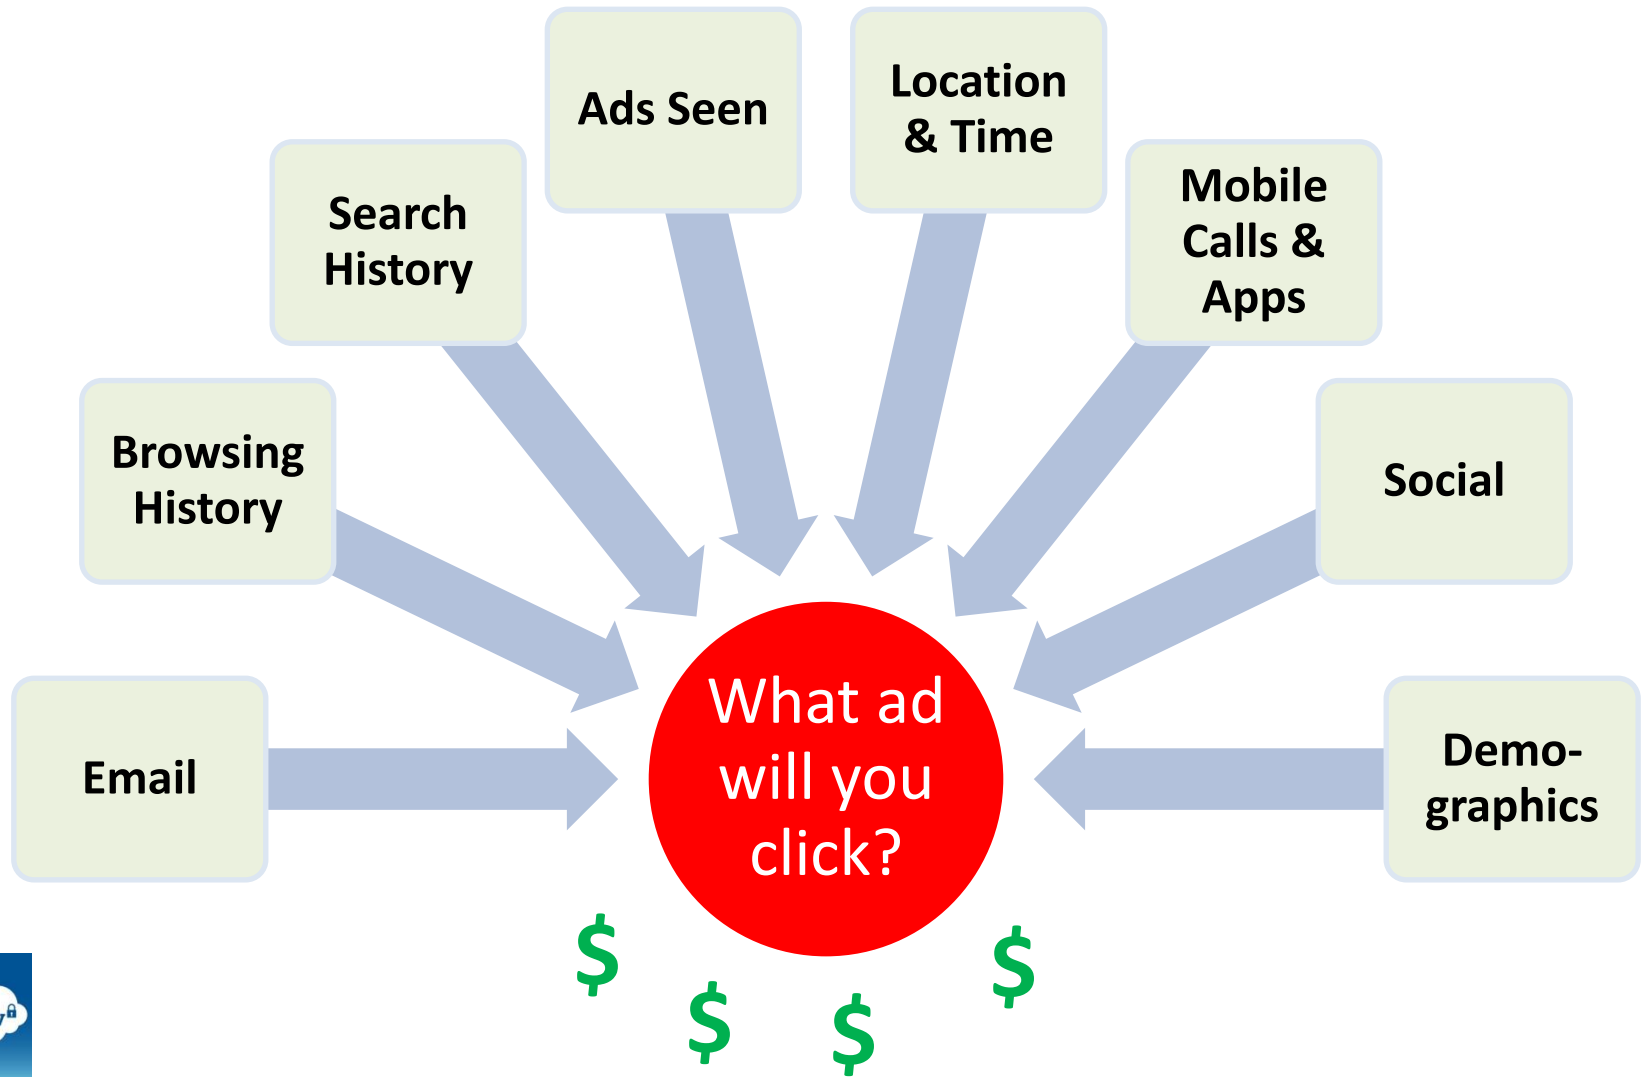 Ads Seen
Location
& Time
Search
History
Mobile
Calls &
Apps
Browsing
History
Social
Email
What ad
will you
click?
Demo-
graphics
$
$
$
$